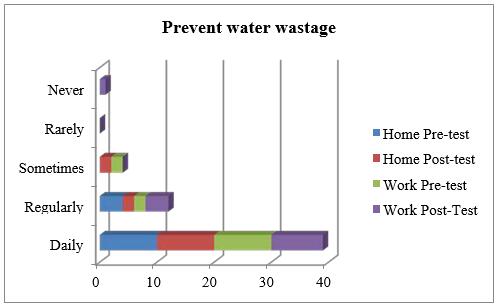 Prevent water wastage
Never
Rarely
Sometimes
Regularly
Daily
0 10 20 30 40
Home Pre-test
Home Post-test
Work Pre-test
Work Post-Test